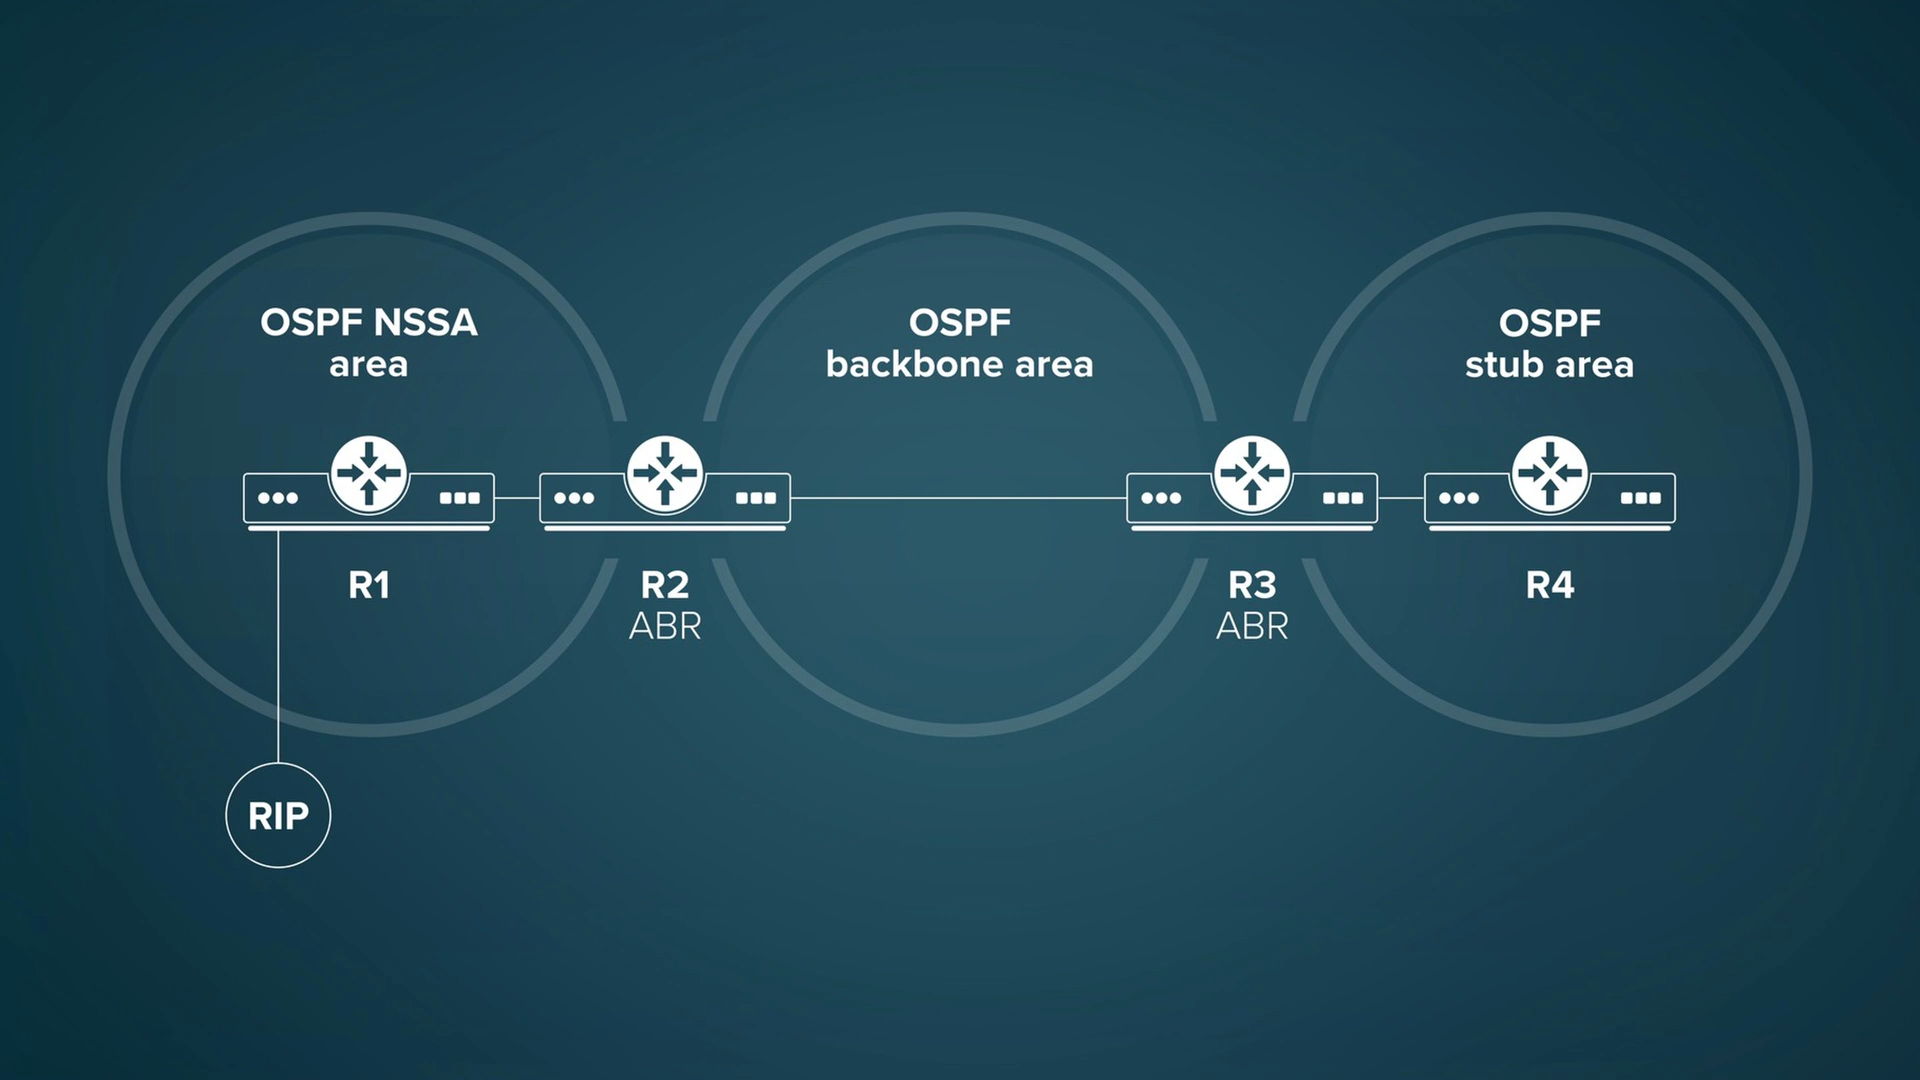 OSPF NSSA
area
OSPF
backbone area
OSPF
stub area
R1
R2
ABR
R3
ABR
R4
RIP